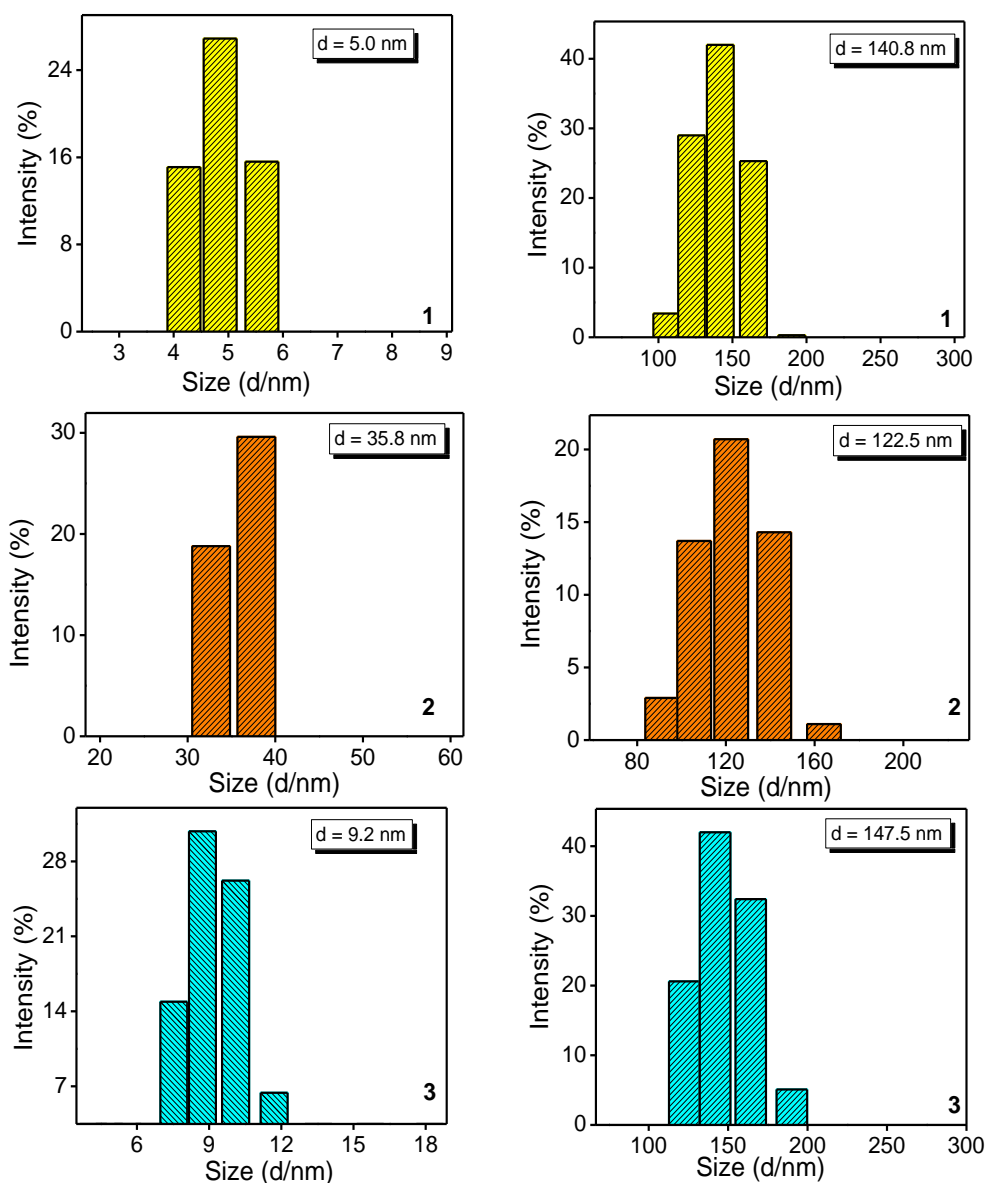 d = 5.0 nm
Intensity (%)
24
16
8
0
3 4 5 6 7 8 9
Size (d/nm)
1
d = 140.8 nm
Intensity (%)
40
30
20
10
0
100 150 200 250 300
Size (d/nm)
1
d = 35.8 nm
Intensity (%)
30
20
10
0
20 30 40 50 60
Size (d/nm)
2
d = 122.5 nm
Intensity (%)
20
15
10
5
0
80 120 160 200
Size (d/nm)
2
d = 9.2 nm
Intensity (%)
28
21
14
7
6 9 12 15 18
Size (d/nm)
3
d = 147.5 nm
Intensity (%)
40
30
20
10
0
100 150 200 250 300
Size (d/nm)
3